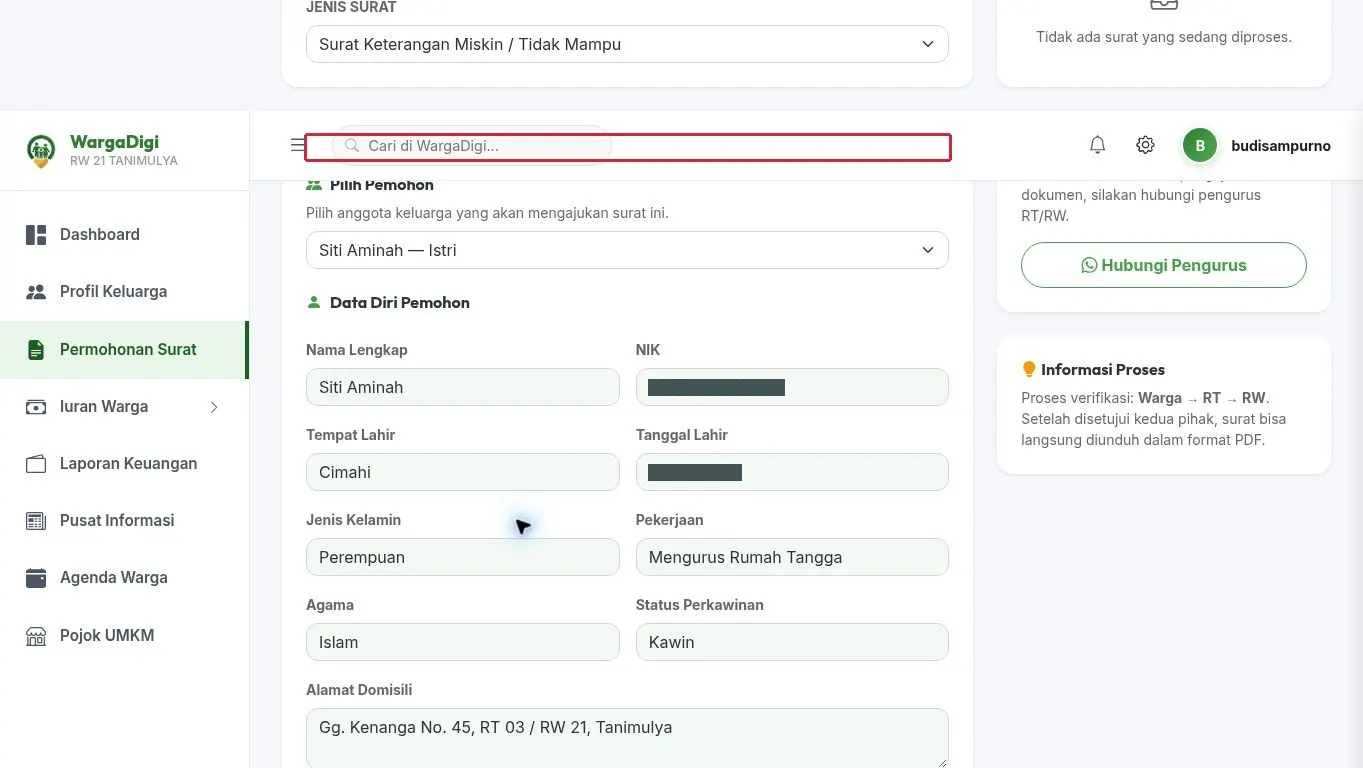 JENIS SURAT
Surat Keterangan Miskin / Tidak Mampu
Tidak ada surat yang sedang diproses.
WargaDigi
RW 21 TANIMULYA
Cari di WargaDigi...
B
budisampurno
Dashboard
Profil Keluarga
Permohonan Surat
Iuran Warga
Laporan Keuangan
Pusat Informasi
Agenda Warga
Pojok UMKM
Pilih Pemohon
Pilih anggota keluarga yang akan mengajukan surat ini.
Siti Aminah — Istri
Data Diri Pemohon
Nama Lengkap
NIK
Siti Aminah
Tempat Lahir
Tanggal Lahir
Cimahi
Jenis Kelamin
Pekerjaan
Perempuan
Mengurus Rumah Tangga
Agama
Status Perkawinan
Islam
Kawin
Alamat Domisili
Gg. Kenanga No. 45, RT 03 / RW 21, Tanimulya
dokumen, silakan hubungi pengurus
RT/RW.
Hubungi Pengurus
Informasi Proses
Proses verifikasi: Warga → RT → RW.
Setelah disetujui kedua pihak, surat bisa
langsung diunduh dalam format PDF.